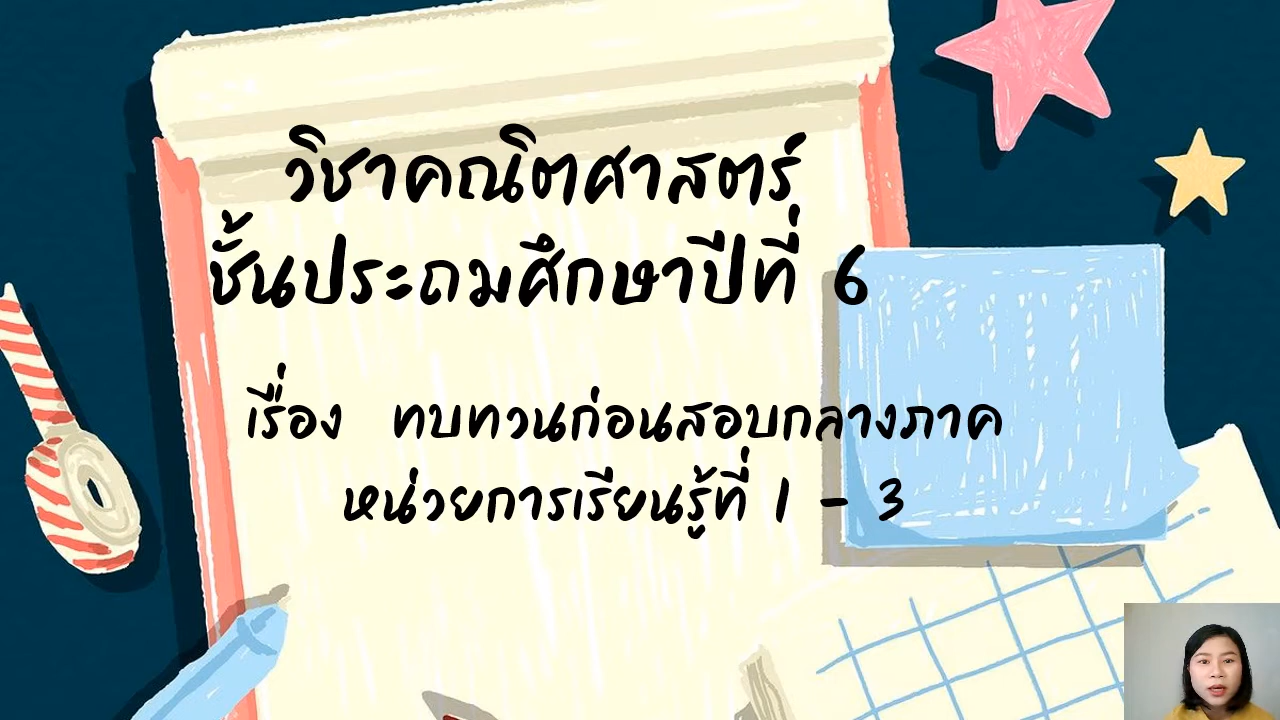 วิชาคณิตศาสตร์
ชั้นประถมศึกษาปีที่ 6
เรื่อง ทบทวนก่อนสอบกลางภาค
หน่วยการเรียนรู้ที่ 1 - 3